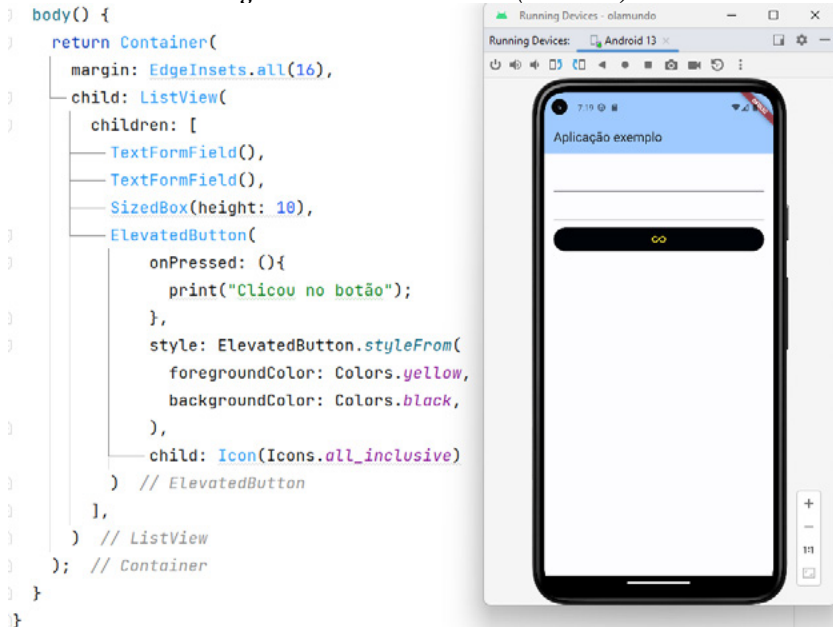 body() {
return Container(
margin: EdgeInsets.all(16),
child: ListView(
children: [
TextFormField(),
TextFormField(),
SizedBox(height: 10),
ElevatedButton(
onPressed: (){
print("Clicou no botão");
},
style: ElevatedButton.styleFrom(
foregroundColor: Colors.yellow,
backgroundColor: Colors.black,
),
child: Icon(Icons.all_inclusive)
) // ElevatedButton
],
) // ListView
); // Container
}
}
Running Devices - olamundo
Running Devices: Android 13
7:19
Aplicação exemplo
1:1